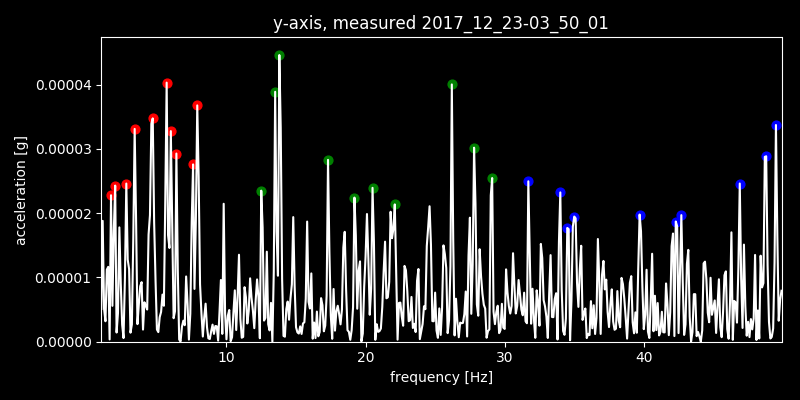 y-axis, measured 2017_12_23-03_50_01
acceleration [g]
0.00004
0.00003
0.00002
0.00001
0.00000
10 20 30 40
frequency [Hz]